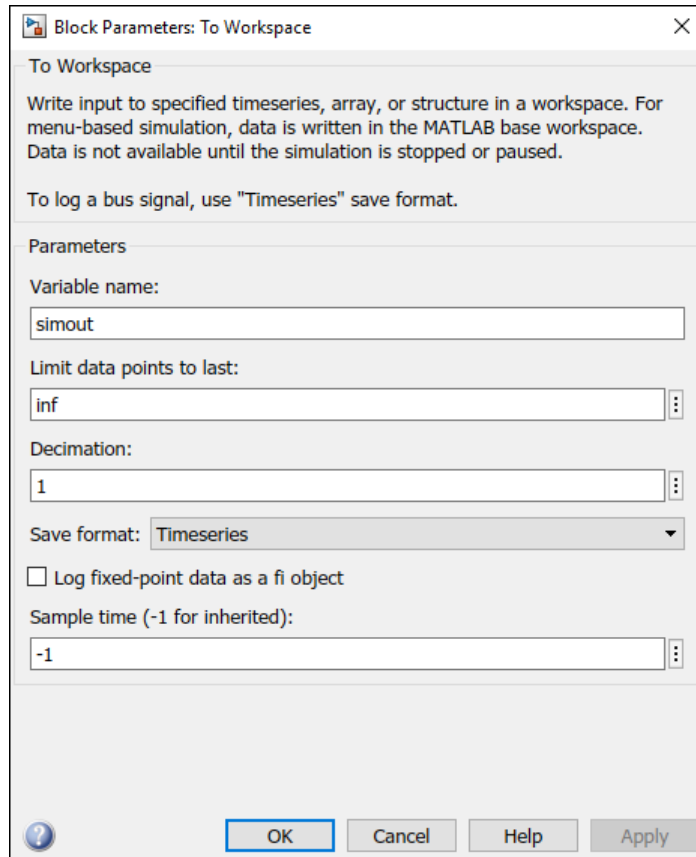 Block Parameters: To Workspace
To Workspace
Write input to specified timeseries, array, or structure in a workspace. For
menu-based simulation, data is written in the MATLAB base workspace.
Data is not available until the simulation is stopped or paused.
To log a bus signal, use "Timeseries" save format.
Parameters
Variable name:
simout
Limit data points to last:
inf
Decimation:
1
Save format: Timeseries
Log fixed-point data as a fi object
Sample time (-1 for inherited):
-1
OK Cancel Help Apply